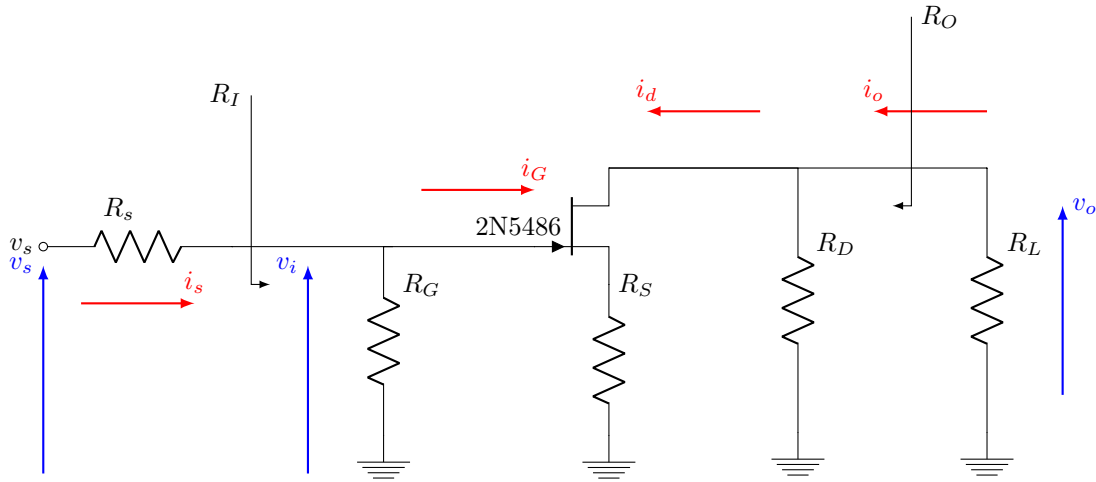 R_O
R_I
i_d
i_o
i_G
R_s
2N5486
v_o
v_s
v_s
i_s
v_i
R_G
R_S
R_D
R_L